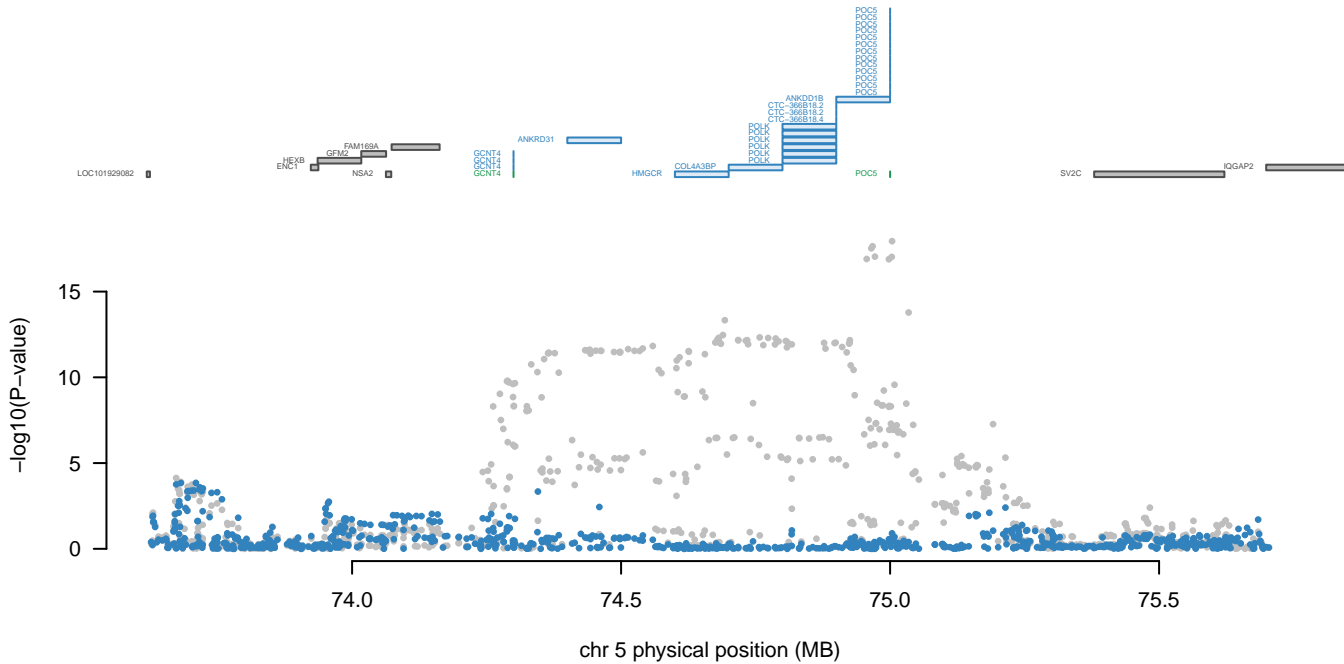 POC5
POC5
POC5
POC5
POC5
POC5
POC5
POC5
POC5
POC5
POC5
POC5
POC5
ANKDD1B
CTC−366B18.2
CTC−366B18.2
CTC−366B18.4
POLK
POLK
ANKRD31 POLK
FAM169A POLK
GFM2 GCNT4 POLK
HEXB GCNT4 POLK
ENC1 GCNT4 COL4A3BP IQGAP2
LOC101929082 NSA2 GCNT4 HMGCR POC5 SV2C
15
10
5
0
−log10(P−value)
74.0 74.5 75.0 75.5
chr 5 physical position (MB)